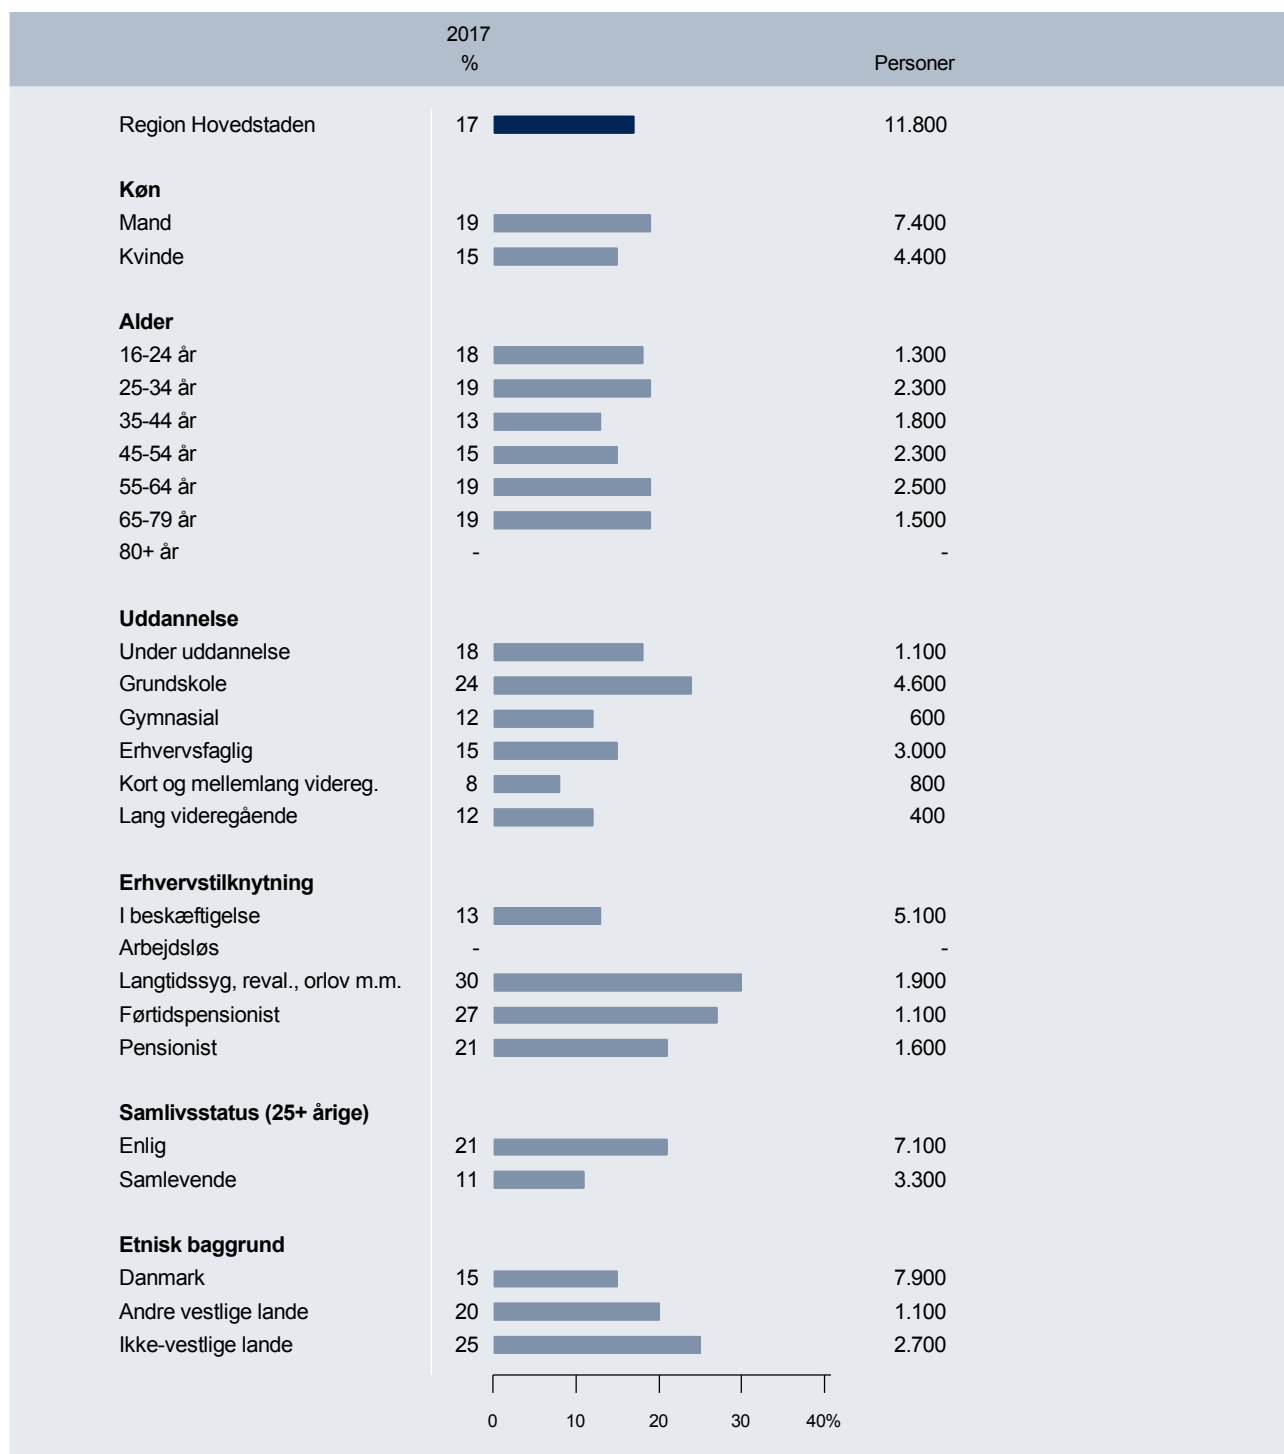 2017
% Personer
Region Hovedstaden 17 11.800
Køn
Mand 19 7.400
Kvinde 15 4.400
Alder
16-24 år 18 1.300
25-34 år 19 2.300
35-44 år 13 1.800
45-54 år 15 2.300
55-64 år 19 2.500
65-79 år 19 1.500
80+ år - -
Uddannelse
Under uddannelse 18 1.100
Grundskole 24 4.600
Gymnasial 12 600
Erhvervsfaglig 15 3.000
Kort og mellemlang videreg. 8 800
Lang videregående 12 400
Erhvervstilknytning
I beskæftigelse 13 5.100
Arbejdsløs - -
Langtidssyg, reval., orlov m.m. 30 1.900
Førtidspensionist 27 1.100
Pensionist 21 1.600
Samlivsstatus (25+ årige)
Enlig 21 7.100
Samlevende 11 3.300
Etnisk baggrund
Danmark 15 7.900
Andre vestlige lande 20 1.100
Ikke-vestlige lande 25 2.700
0 10 20 30 40%